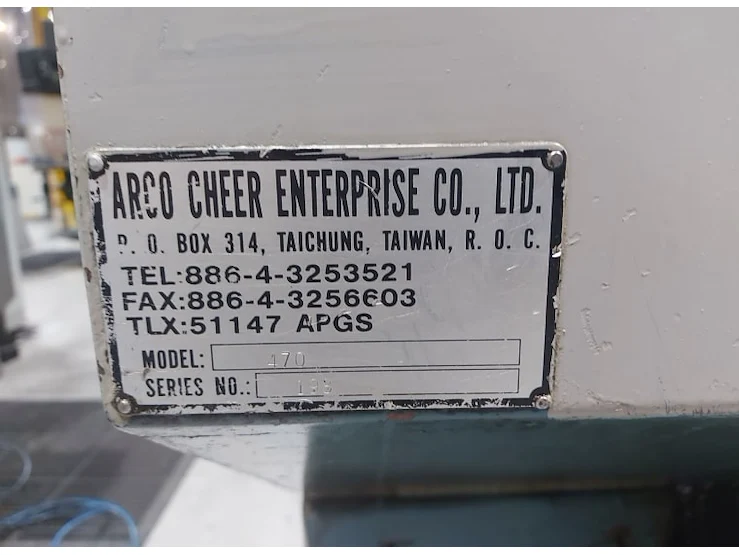 ARCO CHEER ENTERPRISE CO., LTD.
P. O. BOX 314, TAICHUNG, TAIWAN, R. O. C.
TEL:886-4-3253521
FAX:886-4-3256603
TLX:51147 APGS
MODEL: 470
SERIES NO.: